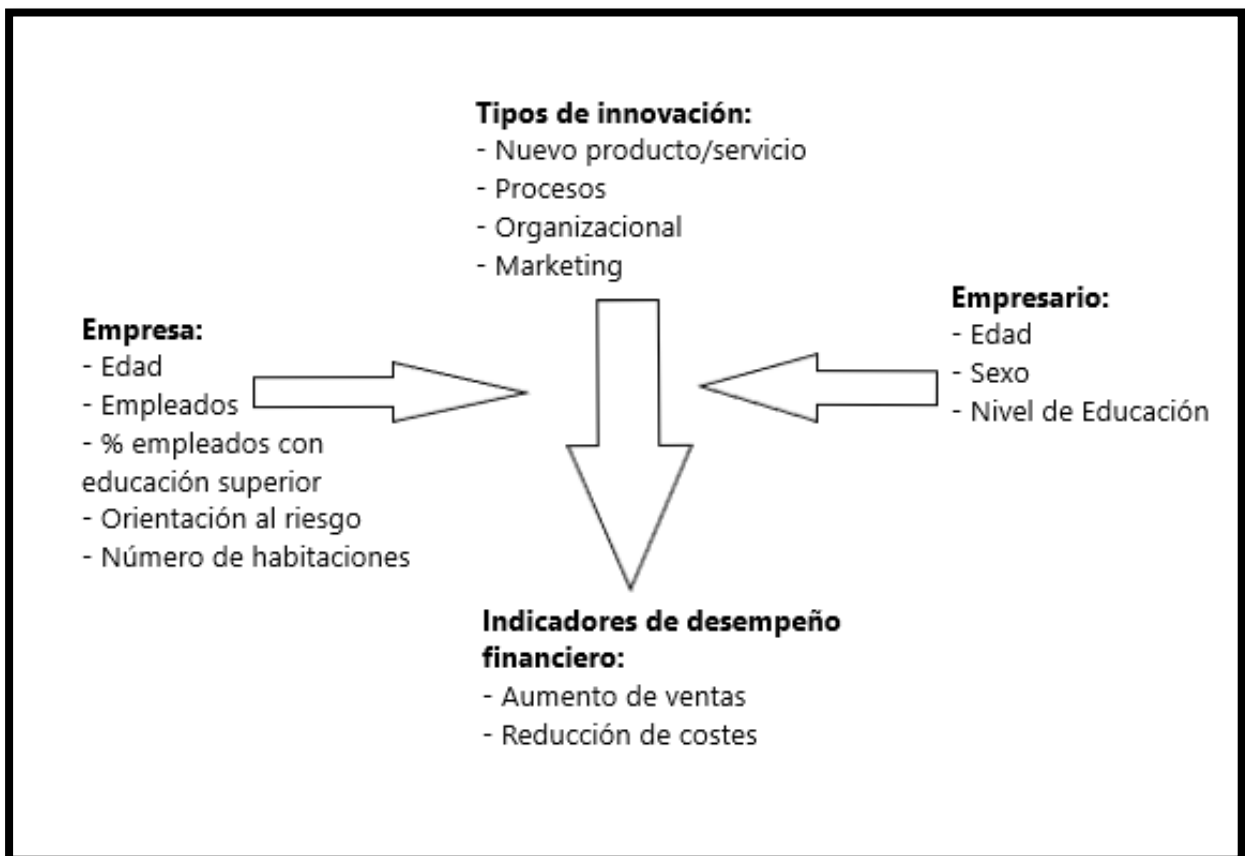 Tipos de innovación:
- Nuevo producto/servicio
- Procesos
- Organizacional
- Marketing
Empresa:
- Edad
- Empleados
- % empleados con
educación superior
- Orientación al riesgo
- Número de habitaciones
Empresario:
- Edad
- Sexo
- Nivel de Educación
Indicadores de desempeño
financiero:
- Aumento de ventas
- Reducción de costes